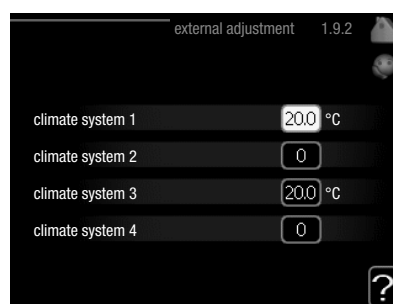 external adjustment 1.9.2
climate system 1 20.0 °C
climate system 2 0
climate system 3 20.0 °C
climate system 4 0
?